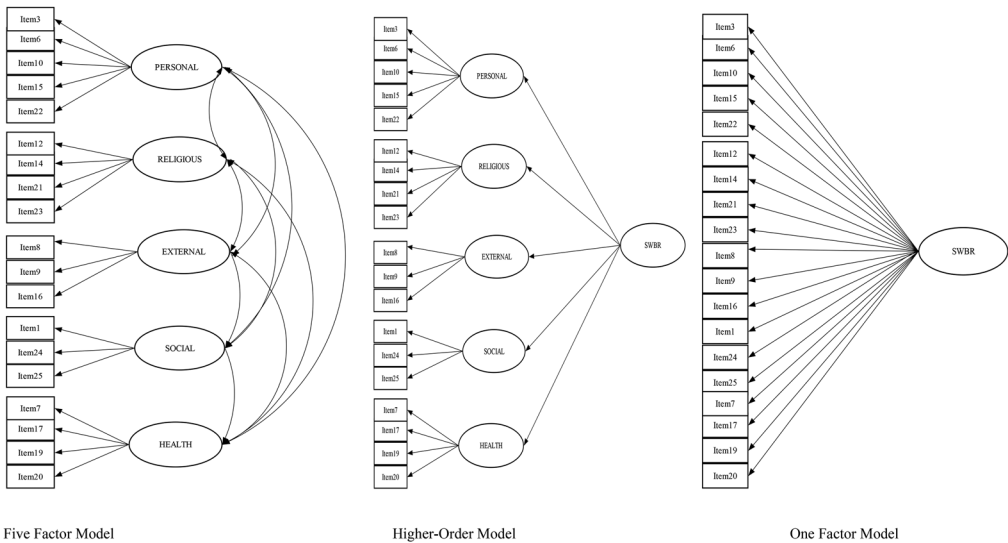 Item3
Item6
Item10
Item15
Item22
PERSONAL
Item12
Item14
Item21
Item23
RELIGIOUS
Item8
Item9
Item16
EXTERNAL
Item1
Item24
Item25
SOCIAL
Item7
Item17
Item19
Item20
HEALTH
Five Factor Model
Item3
Item6
Item10
Item15
Item22
PERSONAL
Item12
Item14
Item21
Item23
RELIGIOUS
Item8
Item9
Item16
EXTERNAL
Item1
Item24
Item25
SOCIAL
Item7
Item17
Item19
Item20
HEALTH
SWBR
Higher-Order Model
Item3
Item6
Item10
Item15
Item22
Item12
Item14
Item21
Item23
Item8
Item9
Item16
Item1
Item24
Item25
Item7
Item17
Item19
Item20
SWBR
One Factor Model